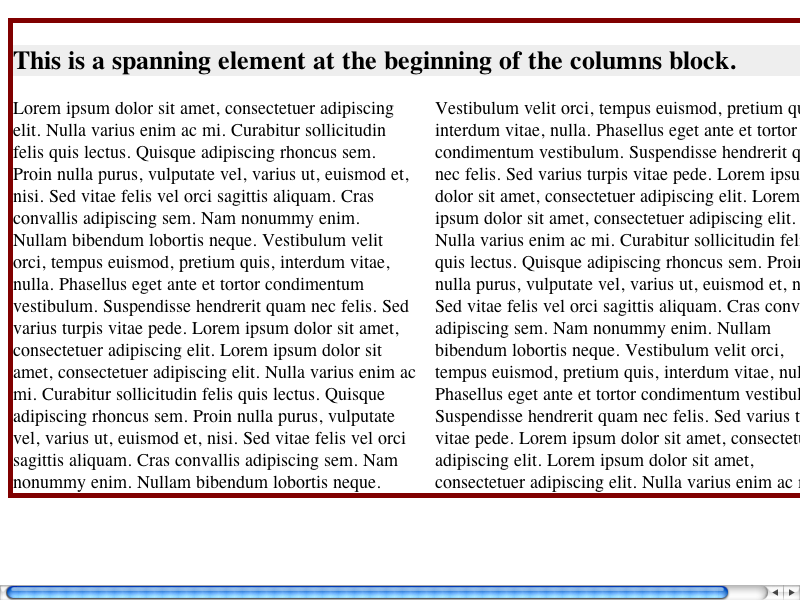 This is a spanning element at the beginning of the columns block.
Lorem ipsum dolor sit amet, consectetuer adipiscing
elit. Nulla varius enim ac mi. Curabitur sollicitudin
felis quis lectus. Quisque adipiscing rhoncus sem.
Proin nulla purus, vulputate vel, varius ut, euismod et,
nisi. Sed vitae felis vel orci sagittis aliquam. Cras
convallis adipiscing sem. Nam nonummy enim.
Nullam bibendum lobortis neque. Vestibulum velit
orci, tempus euismod, pretium quis, interdum vitae,
nulla. Phasellus eget ante et tortor condimentum
vestibulum. Suspendisse hendrerit quam nec felis. Sed
varius turpis vitae pede. Lorem ipsum dolor sit amet,
consectetuer adipiscing elit. Lorem ipsum dolor sit
amet, consectetuer adipiscing elit. Nulla varius enim ac
mi. Curabitur sollicitudin felis quis lectus. Quisque
adipiscing rhoncus sem. Proin nulla purus, vulputate
vel, varius ut, euismod et, nisi. Sed vitae felis vel orci
sagittis aliquam. Cras convallis adipiscing sem. Nam
nonummy enim. Nullam bibendum lobortis neque.
Vestibulum velit orci, tempus euismod, pretium
interdum vitae, nulla. Phasellus eget ante et tortor
condimentum vestibulum. Suspendisse hendrerit
nec felis. Sed varius turpis vitae pede. Lorem
dolor sit amet, consectetuer adipiscing elit. Lorem
ipsum dolor sit amet, consectetuer adipiscing elit.
Nulla varius enim ac mi. Curabitur sollicitudin
quis lectus. Quisque adipiscing rhoncus sem.
nulla purus, vulputate vel, varius ut, euismod et,
Sed vitae felis vel orci sagittis aliquam. Cras
adipiscing sem. Nam nonummy enim. Nullam
bibendum lobortis neque. Vestibulum velit orci,
tempus euismod, pretium quis, interdum vitae,
Phasellus eget ante et tortor condimentum
Suspendisse hendrerit quam nec felis. Sed varius
vitae pede. Lorem ipsum dolor sit amet,
adipiscing elit. Lorem ipsum dolor sit amet,
consectetuer adipiscing elit. Nulla varius enim ac